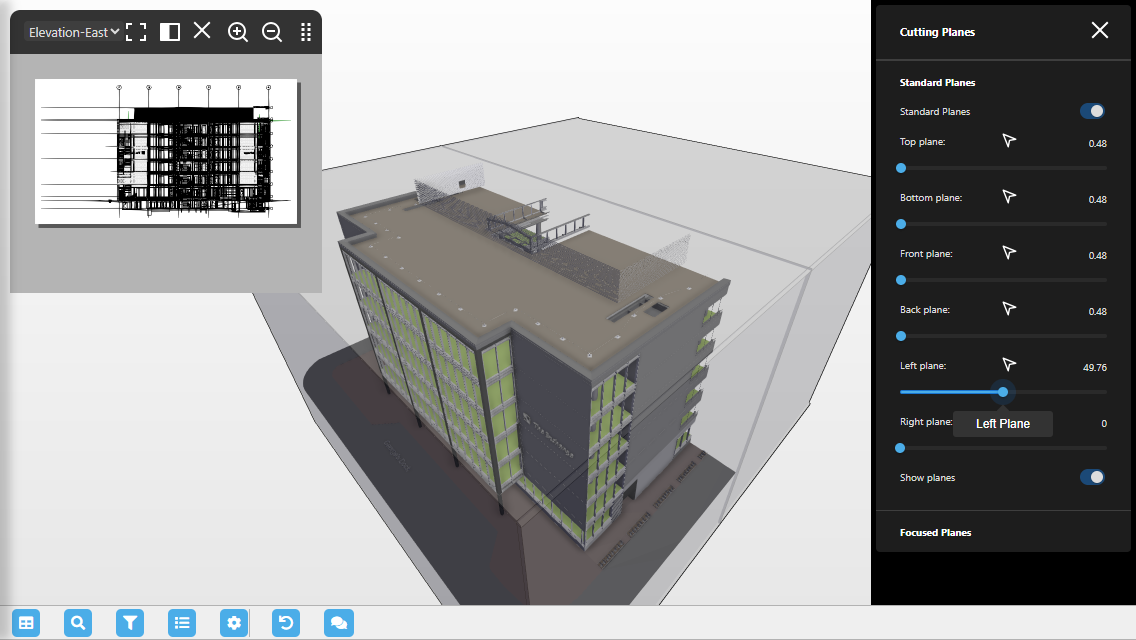 Elevation-East
Cutting Planes
Standard Planes
Standard Planes
Top plane:
0.48
Bottom plane:
0.48
Front plane:
0.48
Back plane:
0.48
Left plane:
49.76
Right plane:
Left Plane
0
Show planes
Focused Planes